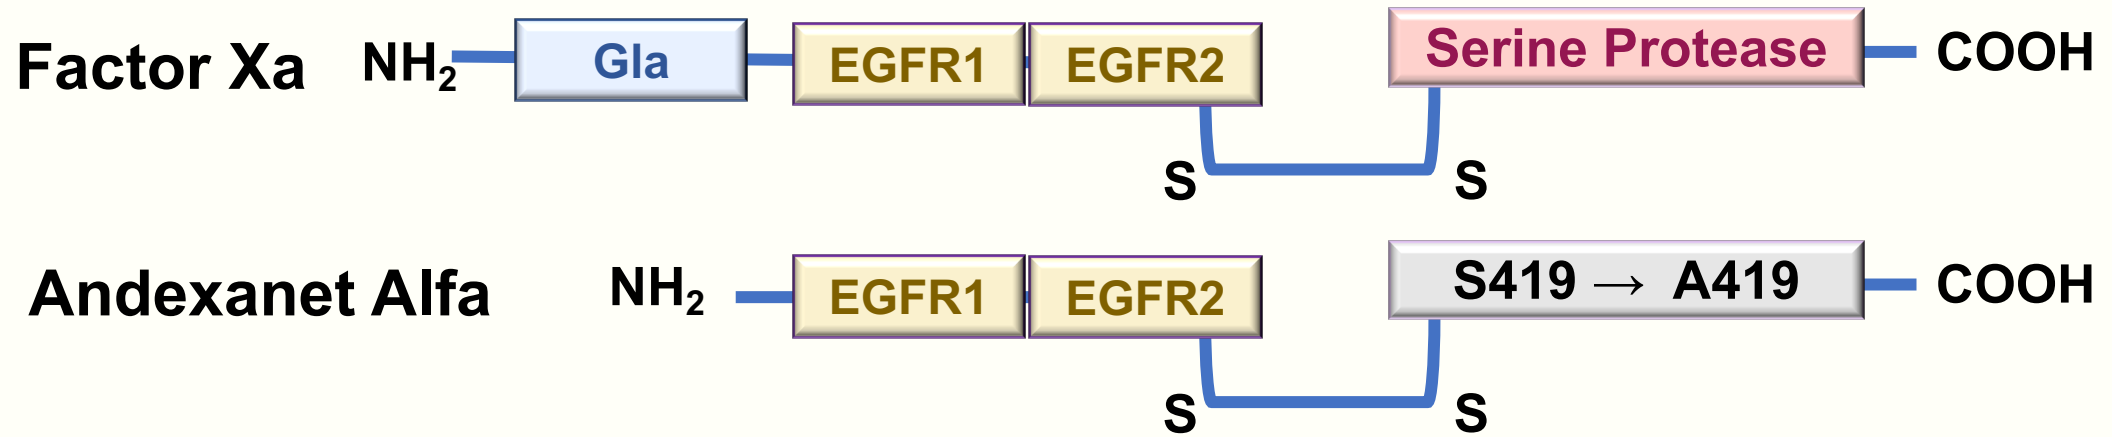 Factor Xa NH₂ Gla EGFR1 EGFR2 Serine Protease COOH
S S
Andexanet Alfa NH₂ EGFR1 EGFR2 S419 → A419 COOH
S S